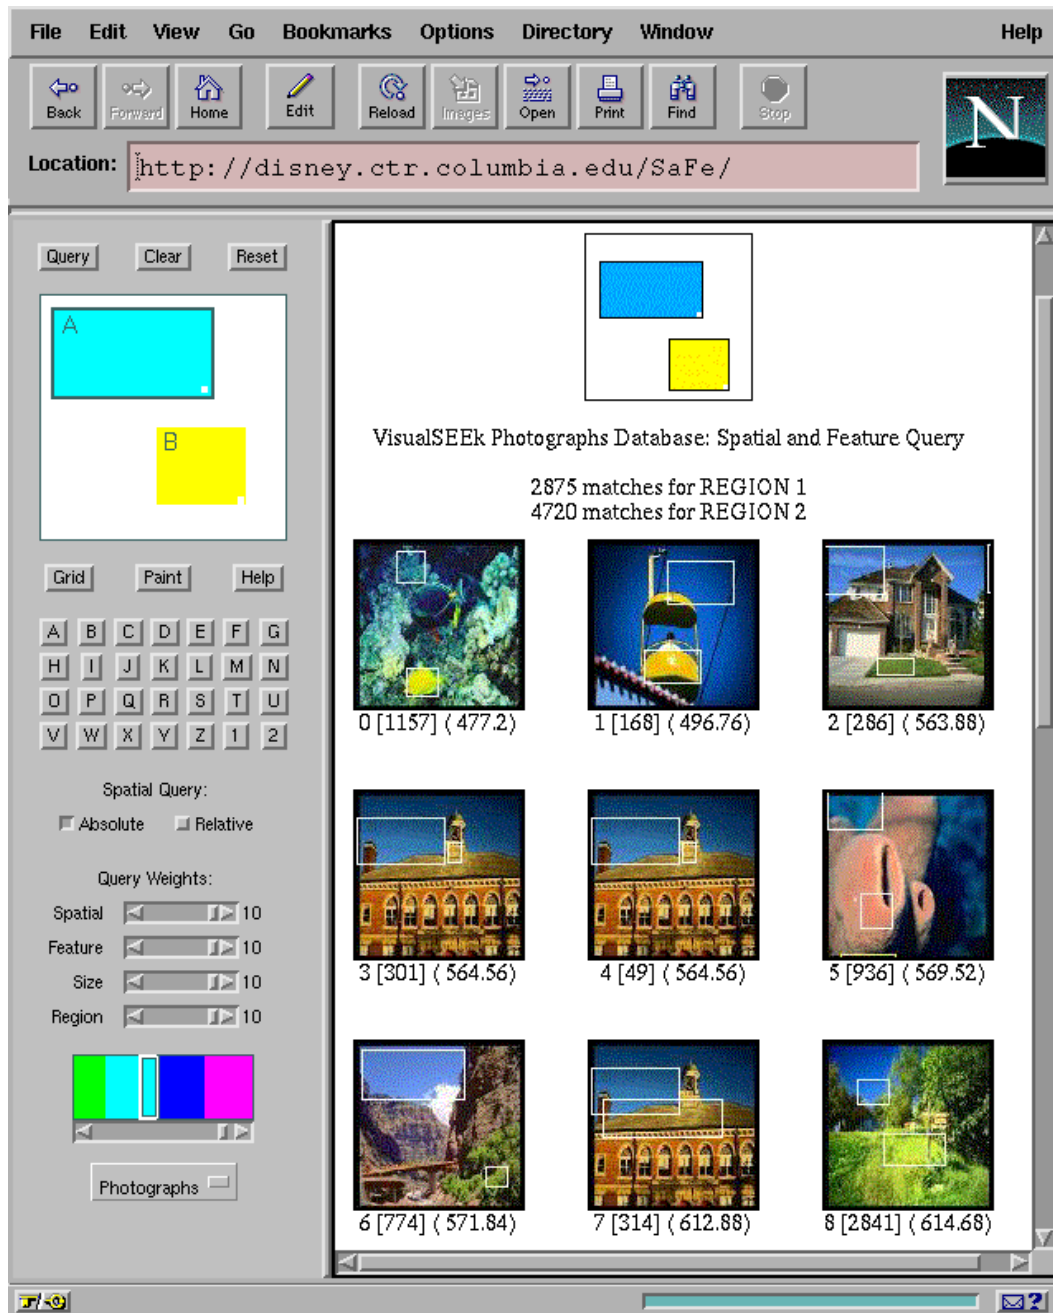 File Edit View Go Bookmarks Options Directory Window Help
Back Forward Home Edit Reload Images Open Print Find Stop
N
Location: http://disney.ctr.columbia.edu/SaFe/
Query Clear Reset
A
B
Grid Paint Help
A B C D E F G
H I J K L M N
O P Q R S T U
V W X Y Z 1 2
Spatial Query:
Absolute Relative
Query Weights:
Spatial 10
Feature 10
Size 10
Region 10
Photographs
VisualSEEk Photographs Database: Spatial and Feature Query
2875 matches for REGION 1
4720 matches for REGION 2
0 [1157] ( 477.2) 1 [168] ( 496.76) 2 [286] ( 563.88)
3 [301] ( 564.56) 4 [49] ( 564.56) 5 [936] ( 569.52)
6 [774] ( 571.84) 7 [314] ( 612.88) 8 [2841] ( 614.68)
?